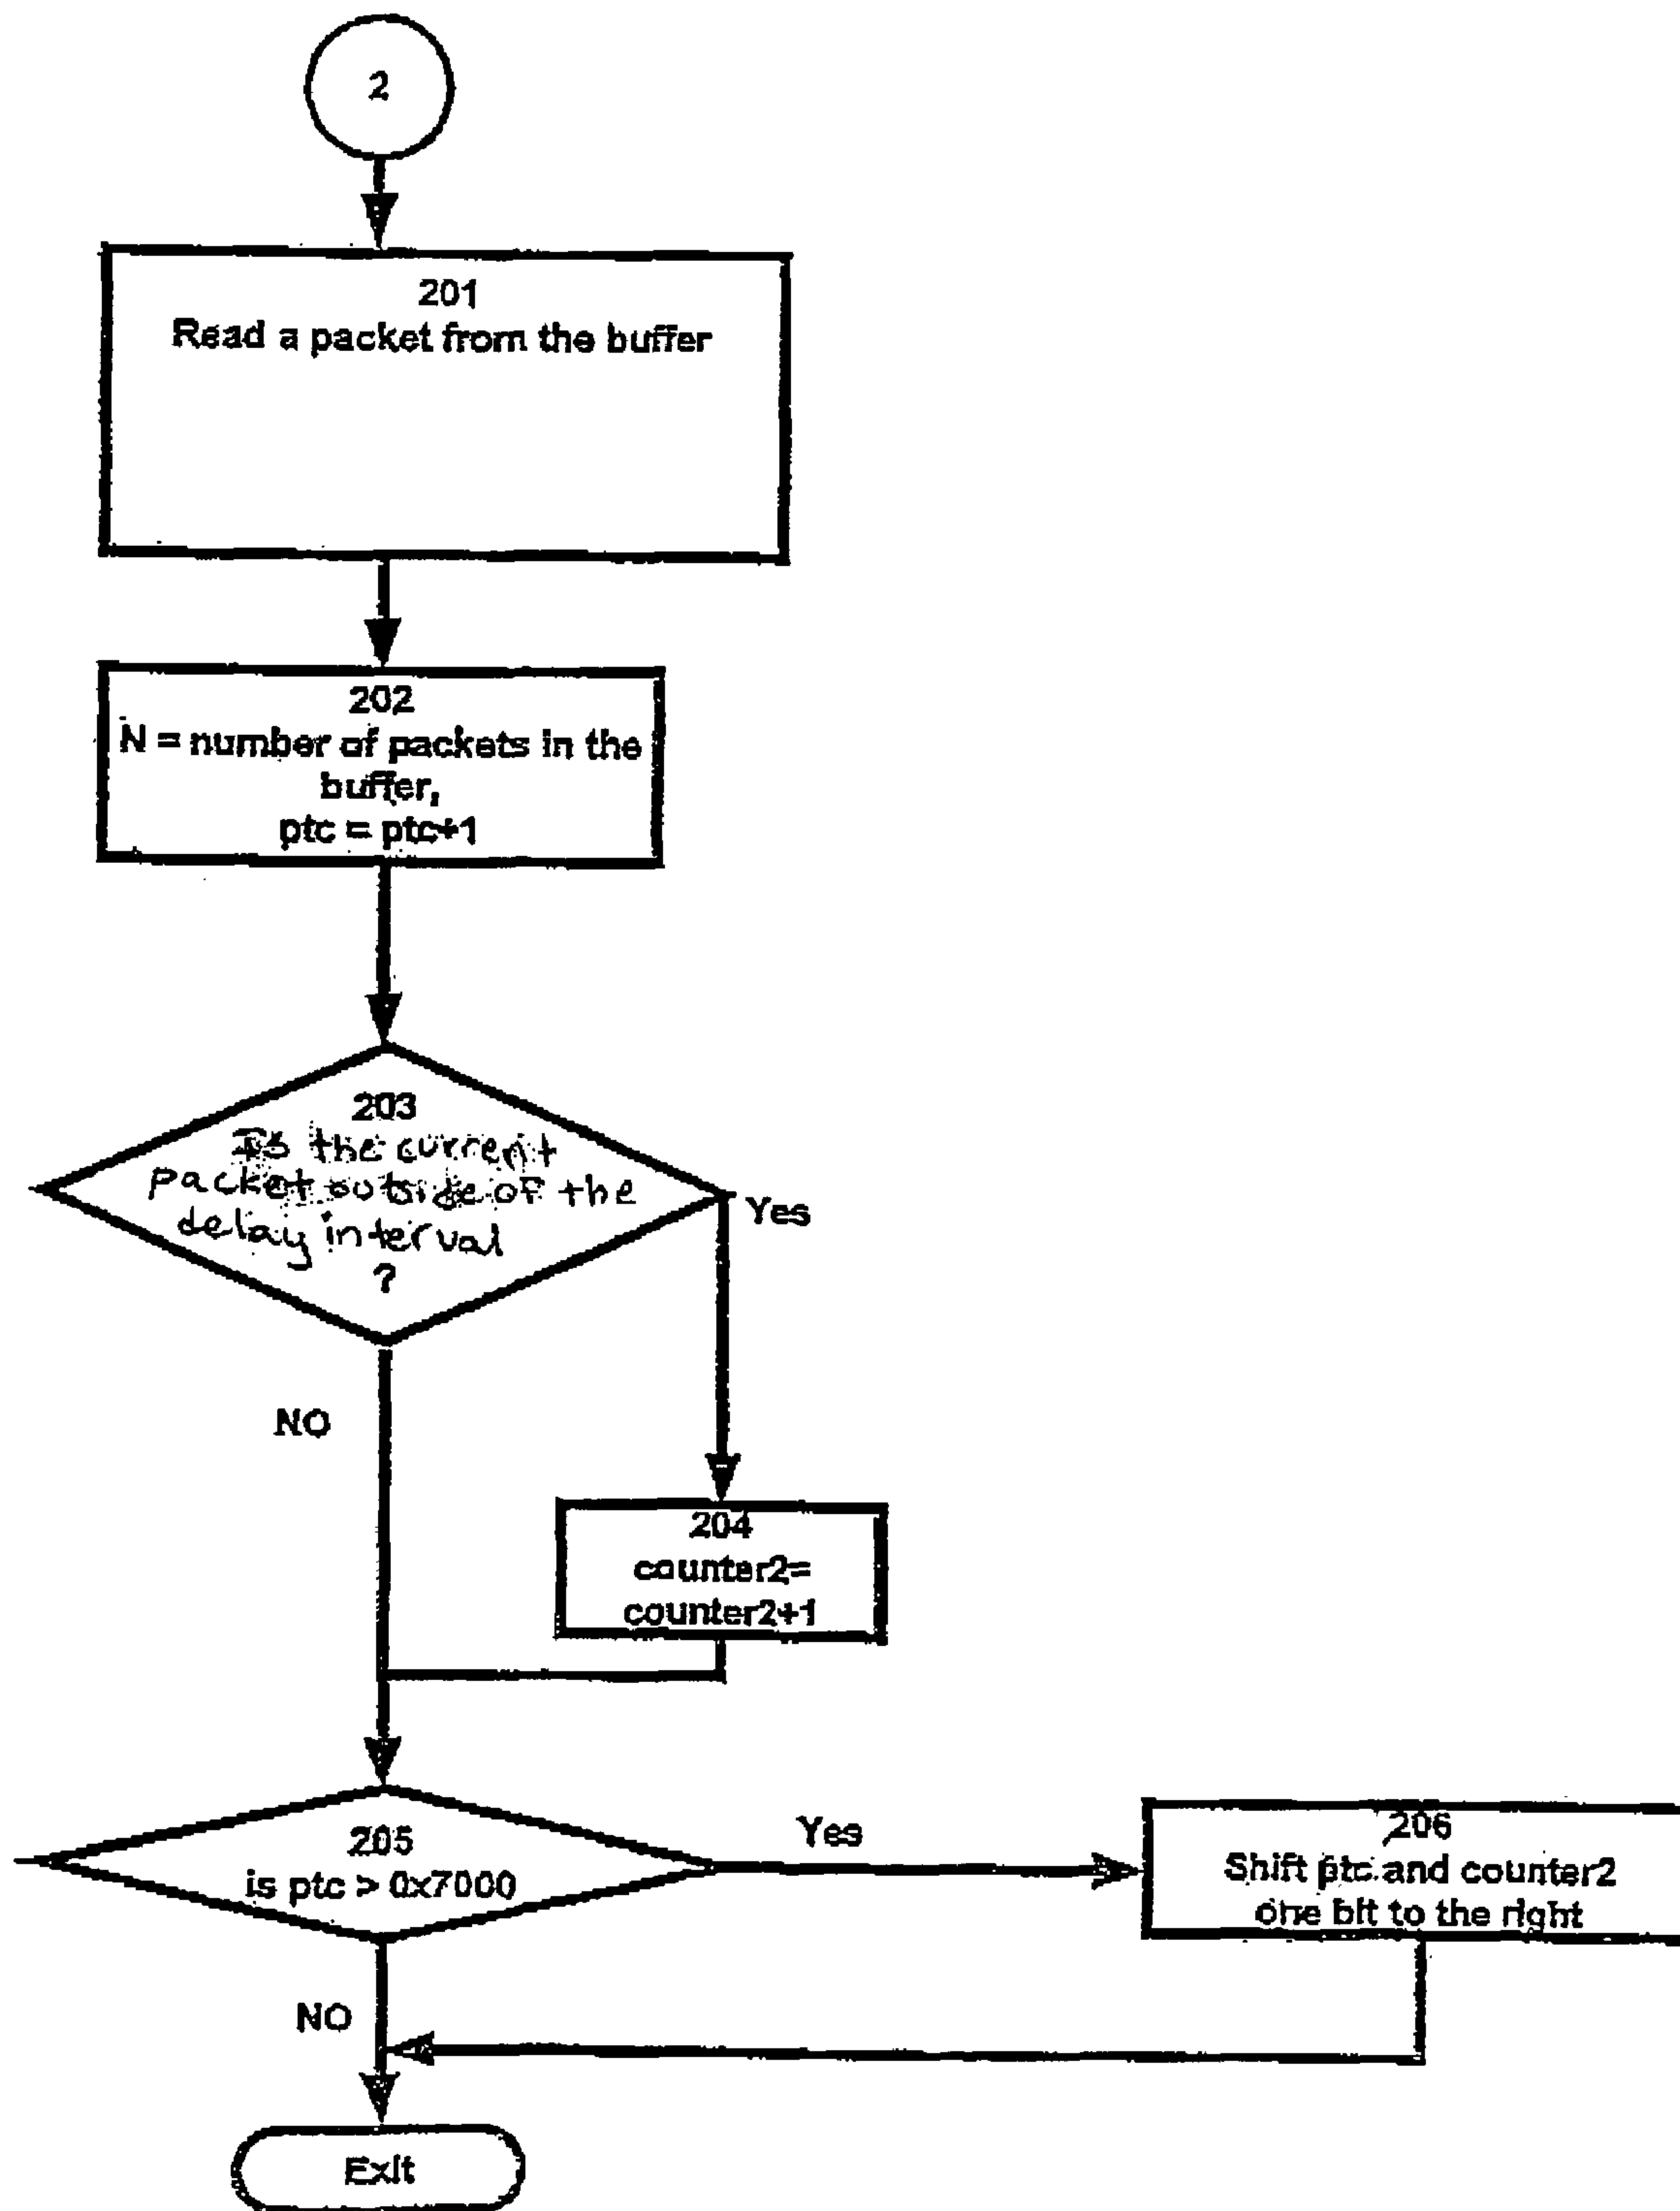 2
201
Read a packet from the buffer
202
N = number of packets in the
buffer,
ptc = ptc+1
203
Is the current
packet outside of the
delay interval
?
Yes
NO
204
counter2=
counter2+1
205
is ptc > 0x7000
Yes
206
Shift ptc and counter2
one bit to the right
NO
Exit